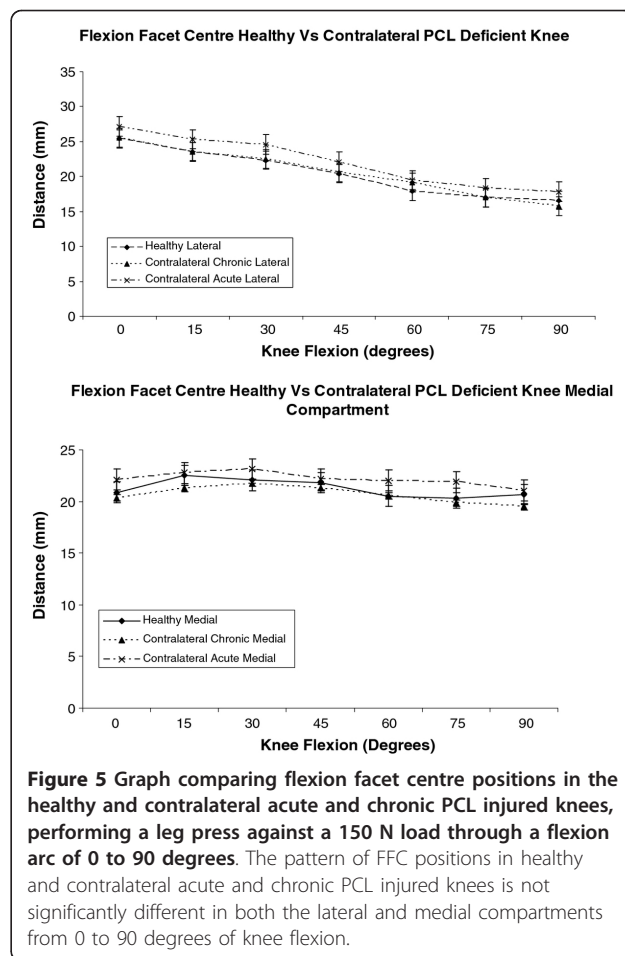 Flexion Facet Centre Healthy Vs Contralateral PCL Deficient Knee
35
30
25
20
15
10
5
0
Distance (mm)
Healthy Lateral
Contralateral Chronic Lateral
Contralateral Acute Lateral
0 15 30 45 60 75 90
Knee Flexion (degrees)
Flexion Facet Centre Healthy Vs Contralateral PCL Deficient Knee Medial
Compartment
25
20
15
10
5
0
Distance (mm)
Healthy Medial
Contralateral Chronic Medial
Contralateral Acute Medial
0 15 30 45 60 75 90
Knee Flexion (Degrees)
Figure 5 Graph comparing flexion facet centre positions in the
healthy and contralateral acute and chronic PCL injured knees,
performing a leg press against a 150 N load through a flexion
arc of 0 to 90 degrees. The pattern of FFC positions in healthy
and contralateral acute and chronic PCL injured knees is not
significantly different in both the lateral and medial compartments
from 0 to 90 degrees of knee flexion.